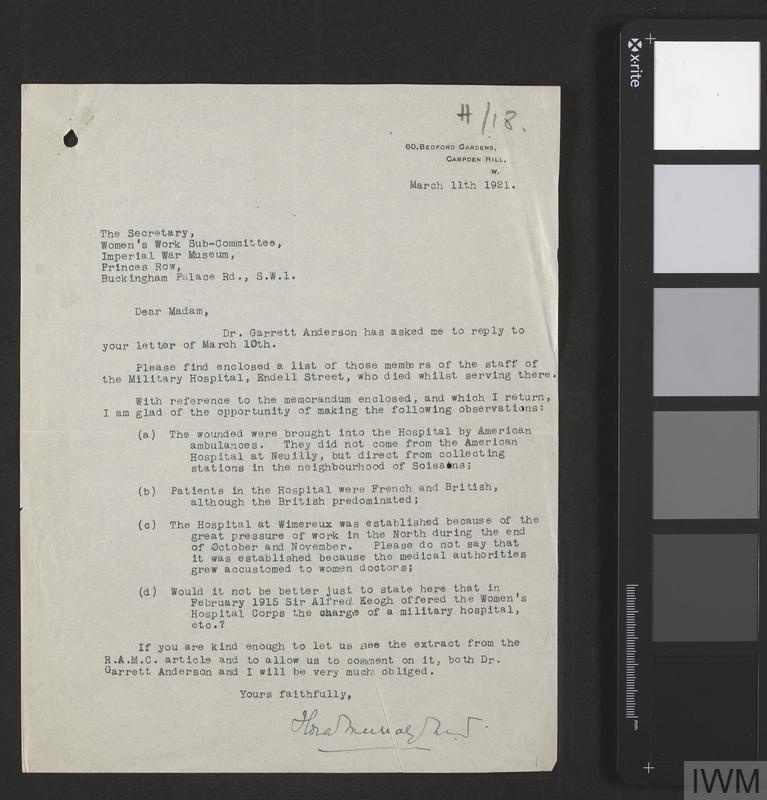 H/18.
60, BEDFORD GARDENS,
CAMPDEN HILL,
W.
March 11th 1921.
The Secretary,
Women's Work Sub-Committee,
Imperial War Museum,
Princes Row,
Buckingham Palace Rd., S.W.1.
Dear Madam,
Dr. Garrett Anderson has asked me to reply to
your letter of March 10th.
Please find enclosed a list of those members of the staff of
the Military Hospital, Endell Street, who died whilst serving there.
With reference to the memorandum enclosed, and which I return,
I am glad of the opportunity of making the following observations:
(a) The wounded were brought into the Hospital by American
ambulances. They did not come from the American
Hospital at Neuilly, but direct from collecting
stations in the neighbourhood of Soissons;
(b) Patients in the Hospital were French and British,
although the British predominated;
(c) The Hospital at Wimereux was established because of the
great pressure of work in the North during the end
of October and November. Please do not say that
it was established because the medical authorities
grew accustomed to women doctors;
(d) Would it not be better just to state here that in
February 1915 Sir Alfred Keogh offered the Women's
Hospital Corps the charge of a military hospital,
etc.?
If you are kind enough to let us see the extract from the
R.A.M.C. article and to allow us to comment on it, both Dr.
Garrett Anderson and I will be very much obliged.
Yours faithfully,
Flora Murray M.D.
x-rite
mm
IWM